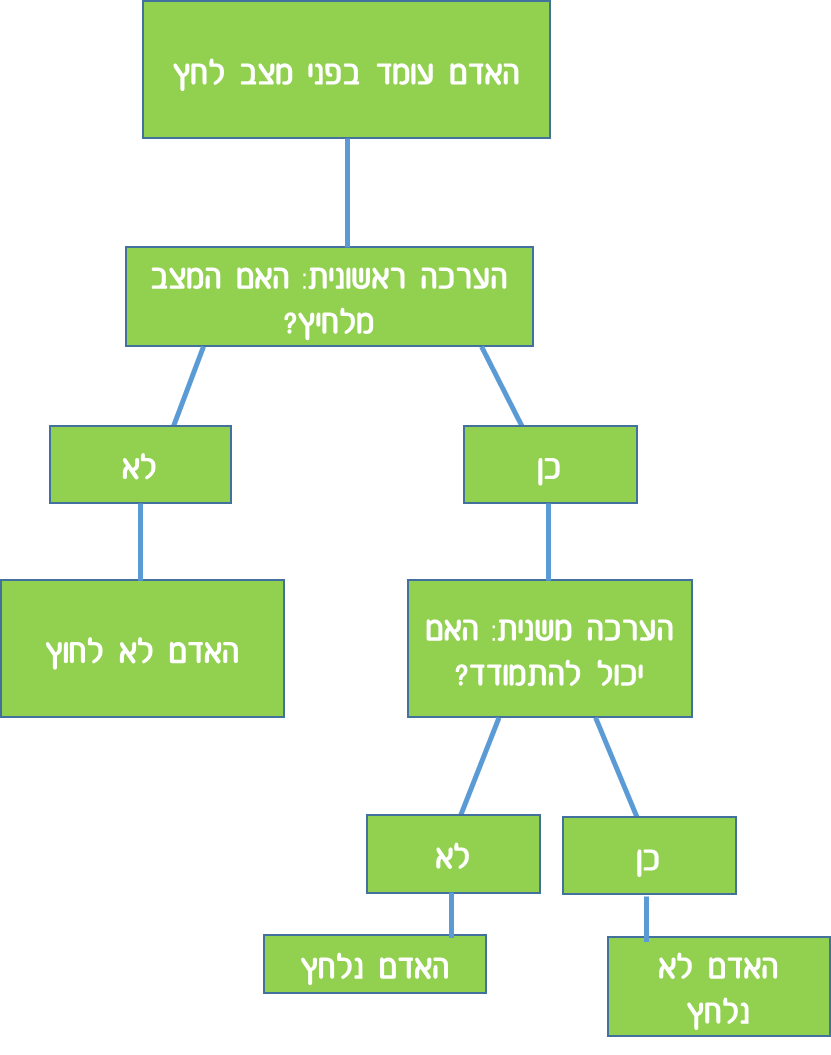 האדם עומד בפני מצב לחץ
הערכה ראשונית: האם המצב
מלחיץ?
כן
לא
האדם לא לחוץ
הערכה משנית: האם
יכול להתמודד?
כן
לא
האדם נלחץ
האדם לא
נלחץ